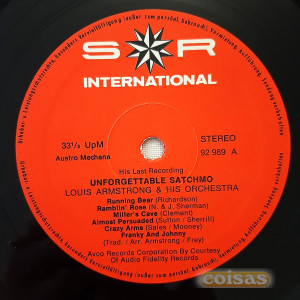 S R
INTERNATIONAL
33⅓ UpM
STEREO
Austro Mechana
92 989 A
His Last Recording
UNFORGETTABLE SATCHMO
LOUIS ARMSTRONG & HIS ORCHESTRA
Running Bear (Richardson)
Ramblin' Rose (N. & J. Sherman)
Miller's Cave (Clement)
Almost Persuaded (Sutton / Sherrill)
Crazy Arms (Sales / Mooney)
Franky And Johnny
(Trad. / Arr. Armstrong / Frey)
Avco Records Corporation By Courtesy
Of Audio Fidelity Records
coisas